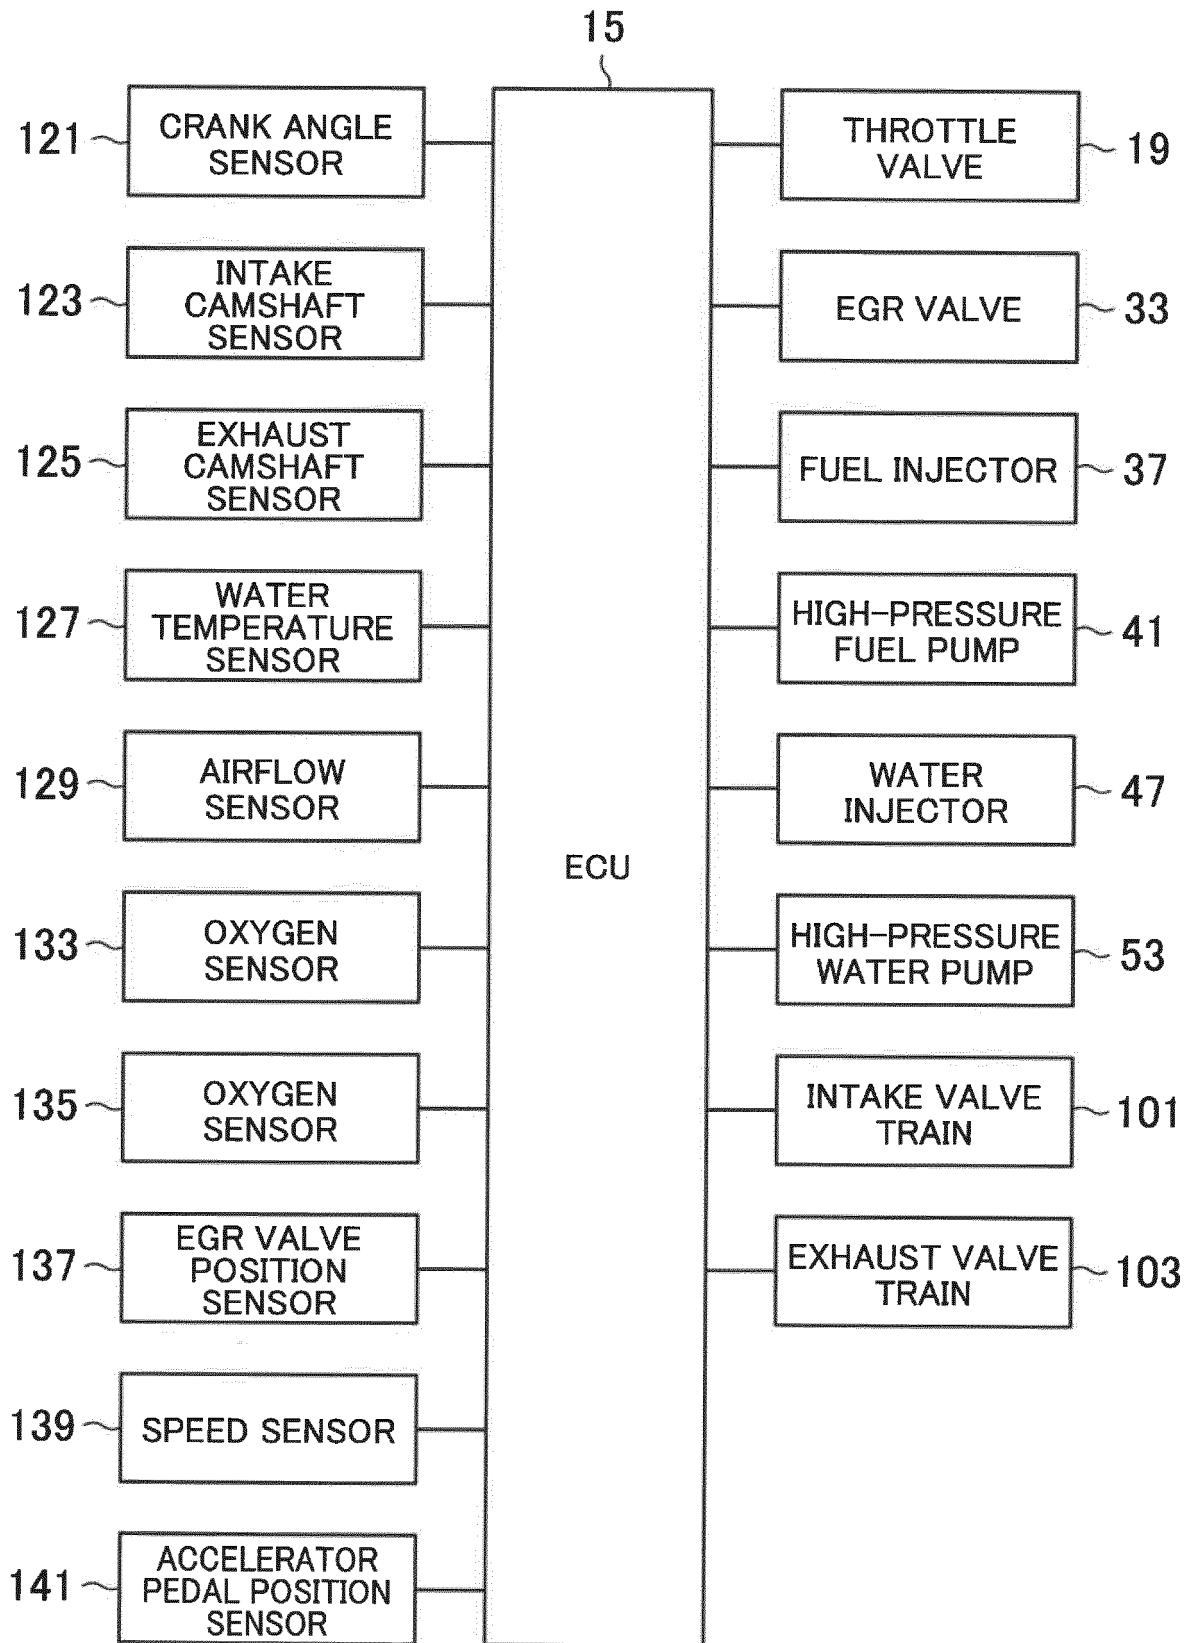 15
121
CRANK ANGLE
SENSOR
THROTTLE
VALVE
19
123
INTAKE
CAMSHAFT
SENSOR
EGR VALVE
33
125
EXHAUST
CAMSHAFT
SENSOR
FUEL INJECTOR
37
127
WATER
TEMPERATURE
SENSOR
HIGH-PRESSURE
FUEL PUMP
41
129
AIRFLOW
SENSOR
WATER
INJECTOR
47
ECU
133
OXYGEN
SENSOR
HIGH-PRESSURE
WATER PUMP
53
135
OXYGEN
SENSOR
INTAKE VALVE
TRAIN
101
137
EGR VALVE
POSITION
SENSOR
EXHAUST VALVE
TRAIN
103
139
SPEED SENSOR
141
ACCELERATOR
PEDAL POSITION
SENSOR